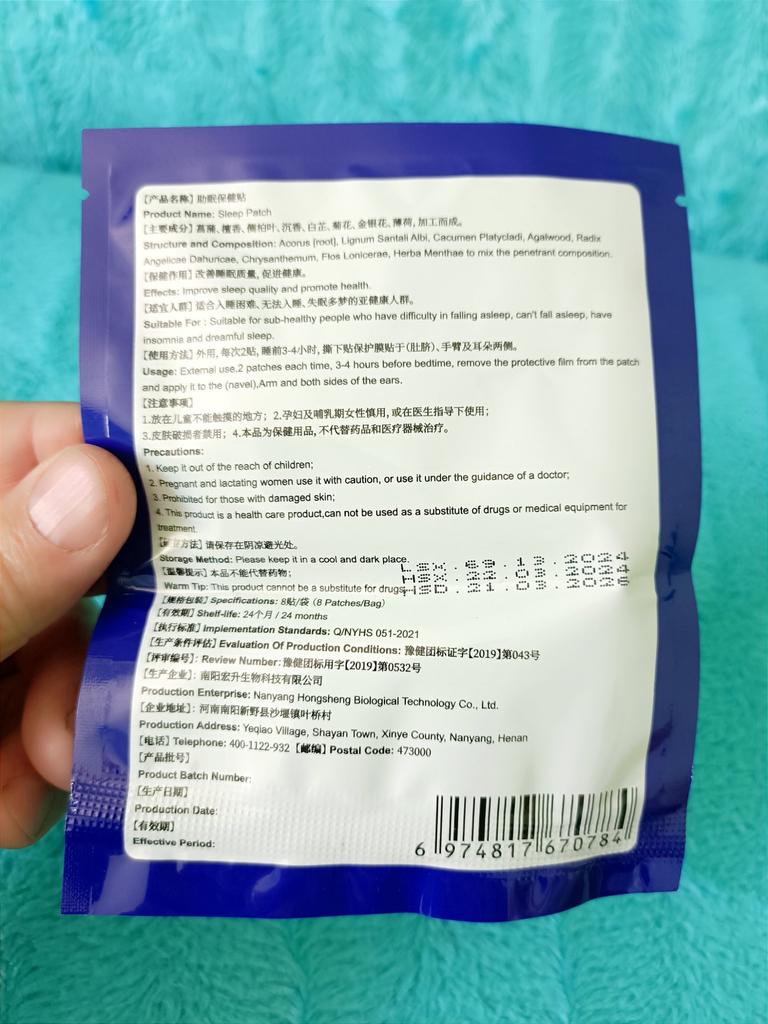 【产品名称】助眠保健贴
Product Name: Sleep Patch
【主要成分】菖蒲、檀香、侧柏叶、沉香、白芷、菊花、金银花、薄荷, 加工而成。
Structure and Composition: Acorus [root], Lignum Santali Albi, Cacumen Platycladi, Agalwood, Radix
Angelicae Dahuricae, Chrysanthemum, Flos Lonicerae, Herba Menthae to mix the penetrant composition.
【保健作用】改善睡眠质量, 促进健康。
Effects: Improve sleep quality and promote health.
【适宜人群】适合入睡困难、无法入睡、失眠多梦的亚健康人群。
Suitable For : Suitable for sub-healthy people who have difficulty in falling asleep, can't fall asleep, have
insomnia and dreamful sleep.
【使用方法】外用, 每次2贴, 睡前3-4小时, 撕下贴保护膜贴于(肚脐)、手臂及耳朵两侧。
Usage: External use.2 patches each time, 3-4 hours before bedtime, remove the protective film from the patch
and apply it to the (navel),Arm and both sides of the ears.
【注意事项】
1.放在儿童不能触摸的地方；2.孕妇及哺乳期女性慎用, 或在医生指导下使用；
3.皮肤破损者禁用；4.本品为保健用品, 不代替药品和医疗器械治疗。
Precautions:
1. Keep it out of the reach of children;
2. Pregnant and lactating women use it with caution, or use it under the guidance of a doctor;
3. Prohibited for those with damaged skin;
4. This product is a health care product,can not be used as a substitute of drugs or medical equipment for
treatment.
方法】请保存在阴凉避光处。
Storage Method: Please keep it in a cool and dark place.
LSX.69.13.2024
【温馨提示】本品不能代替药物；
HSX.22.03.2024
Warm Tip: This product cannot be a substitute for drugs
HSD.21.03.2026
【规格包装】Specifications: 8贴/袋（8 Patches/Bag）
【有效期】Shelf-life: 24个月 / 24 months
【执行标准】Implementation Standards: Q/NYHS 051-2021
【生产条件评估】Evaluation Of Production Conditions: 豫健团标证字【2019】第043号
【评审编号】: Review Number: 豫健团标用字【2019】第0532号
【生产企业】: 南阳宏升生物科技有限公司
Production Enterprise: Nanyang Hongsheng Biological Technology Co., Ltd.
【企业地址】: 河南南阳新野县沙堰镇叶桥村
Production Address: Yeqiao Village, Shayan Town, Xinye County, Nanyang, Henan
【电话】Telephone: 400-1122-932【邮编】Postal Code: 473000
【产品批号】
Product Batch Number:
【生产日期】
Production Date:
【有效期】
Effective Period:
6 974817 670784